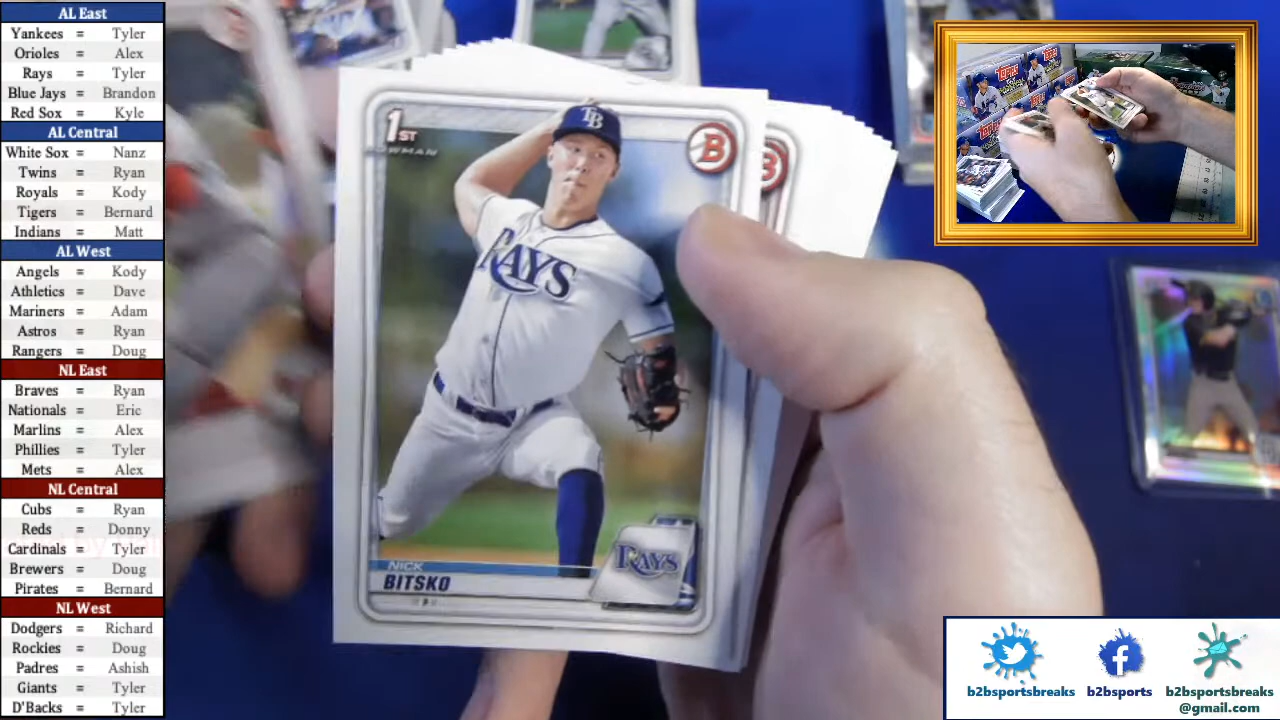 AL East
Yankees = Tyler
Orioles = Alex
Rays = Tyler
Blue Jays = Brandon
Red Sox = Kyle
AL Central
White Sox = Nanz
Twins = Ryan
Royals = Kody
Tigers = Bernard
Indians = Matt
AL West
Angels = Kody
Athletics = Dave
Mariners = Adam
Astros = Ryan
Rangers = Doug
NL East
Braves = Ryan
Nationals = Eric
Marlins = Alex
Phillies = Tyler
Mets = Alex
NL Central
Cubs = Ryan
Reds = Donny
Cardinals = Tyler
Brewers = Doug
Pirates = Bernard
NL West
Dodgers = Richard
Rockies = Doug
Padres = Ashish
Giants = Tyler
D'Backs = Tyler
1ST
BOWMAN
B
B
TB
RAYS
RAYS
NICK
BITSKO
TOPPS
b2bsportsbreaks
b2bsports
b2bsportsbreaks
@gmail.com